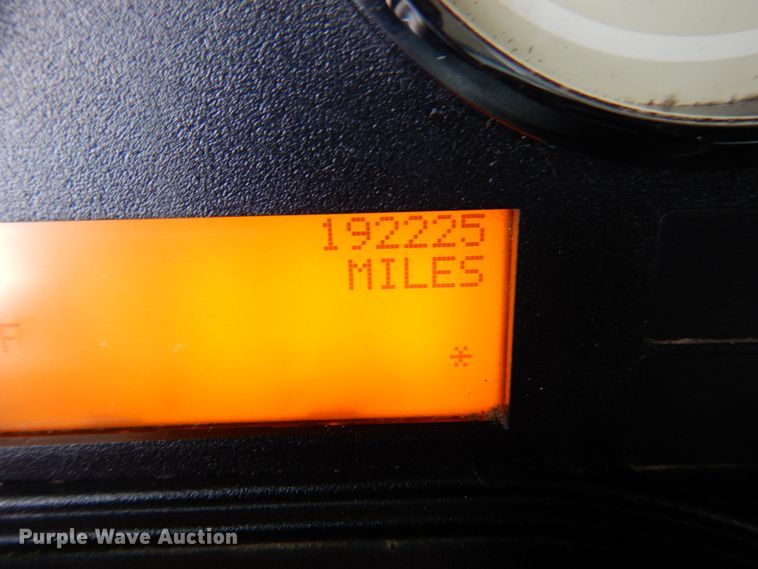 192225
MILES
F
*
Purple Wave Auction